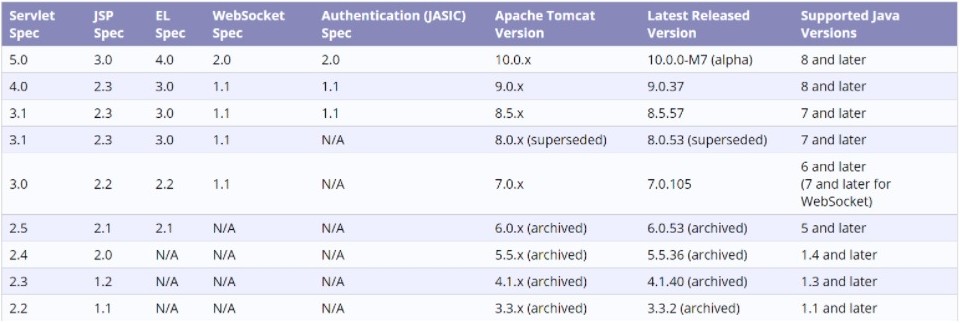 Servlet Spec JSP Spec EL Spec WebSocket Spec Authentication (JASIC) Spec Apache Tomcat Version Latest Released Version Supported Java Versions
5.0 3.0 4.0 2.0 2.0 10.0.x 10.0.0-M7 (alpha) 8 and later
4.0 2.3 3.0 1.1 1.1 9.0.x 9.0.37 8 and later
3.1 2.3 3.0 1.1 1.1 8.5.x 8.5.57 7 and later
3.1 2.3 3.0 1.1 N/A 8.0.x (superseded) 8.0.53 (superseded) 7 and later
3.0 2.2 2.2 1.1 N/A 7.0.x 7.0.105 6 and later (7 and later for WebSocket)
2.5 2.1 2.1 N/A N/A 6.0.x (archived) 6.0.53 (archived) 5 and later
2.4 2.0 N/A N/A N/A 5.5.x (archived) 5.5.36 (archived) 1.4 and later
2.3 1.2 N/A N/A N/A 4.1.x (archived) 4.1.40 (archived) 1.3 and later
2.2 1.1 N/A N/A N/A 3.3.x (archived) 3.3.2 (archived) 1.1 and later